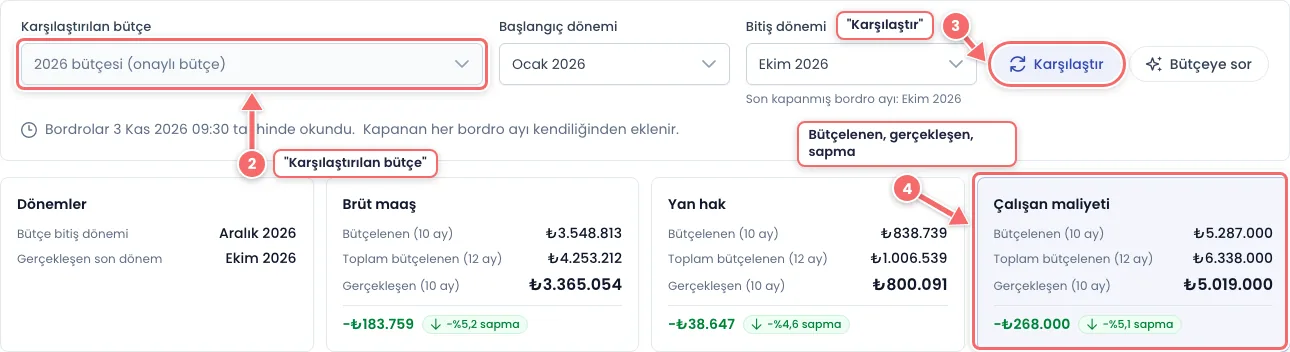 Karşılaştırılan bütçe
2026 bütçesi (onaylı bütçe)
Başlangıç dönemi
Ocak 2026
Bitiş dönemi
Ekim 2026
Son kapanmış bordro ayı: Ekim 2026
"Karşılaştır"
3
Karşılaştır
Bütçeye sor
Bordrolar 3 Kas 2026 09:30 tarihinde okundu. Kapanan her bordro ayı kendiliğinden eklenir.
2
"Karşılaştırılan bütçe"
Bütçelenen, gerçekleşen,
sapma
4
Dönemler
Bütçe bitiş dönemi Aralık 2026
Gerçekleşen son dönem Ekim 2026
Brüt maaş
Bütçelenen (10 ay) ₺3.548.813
Toplam bütçelenen (12 ay) ₺4.253.212
Gerçekleşen (10 ay) ₺3.365.054
-₺183.759 ↓ -%5,2 sapma
Yan hak
Bütçelenen (10 ay) ₺838.739
Toplam bütçelenen (12 ay) ₺1.006.539
Gerçekleşen (10 ay) ₺800.091
-₺38.647 ↓ -%4,6 sapma
Çalışan maliyeti
Bütçelenen (10 ay) ₺5.287.000
Toplam bütçelenen (12 ay) ₺6.338.000
Gerçekleşen (10 ay) ₺5.019.000
-₺268.000 ↓ -%5,1 sapma